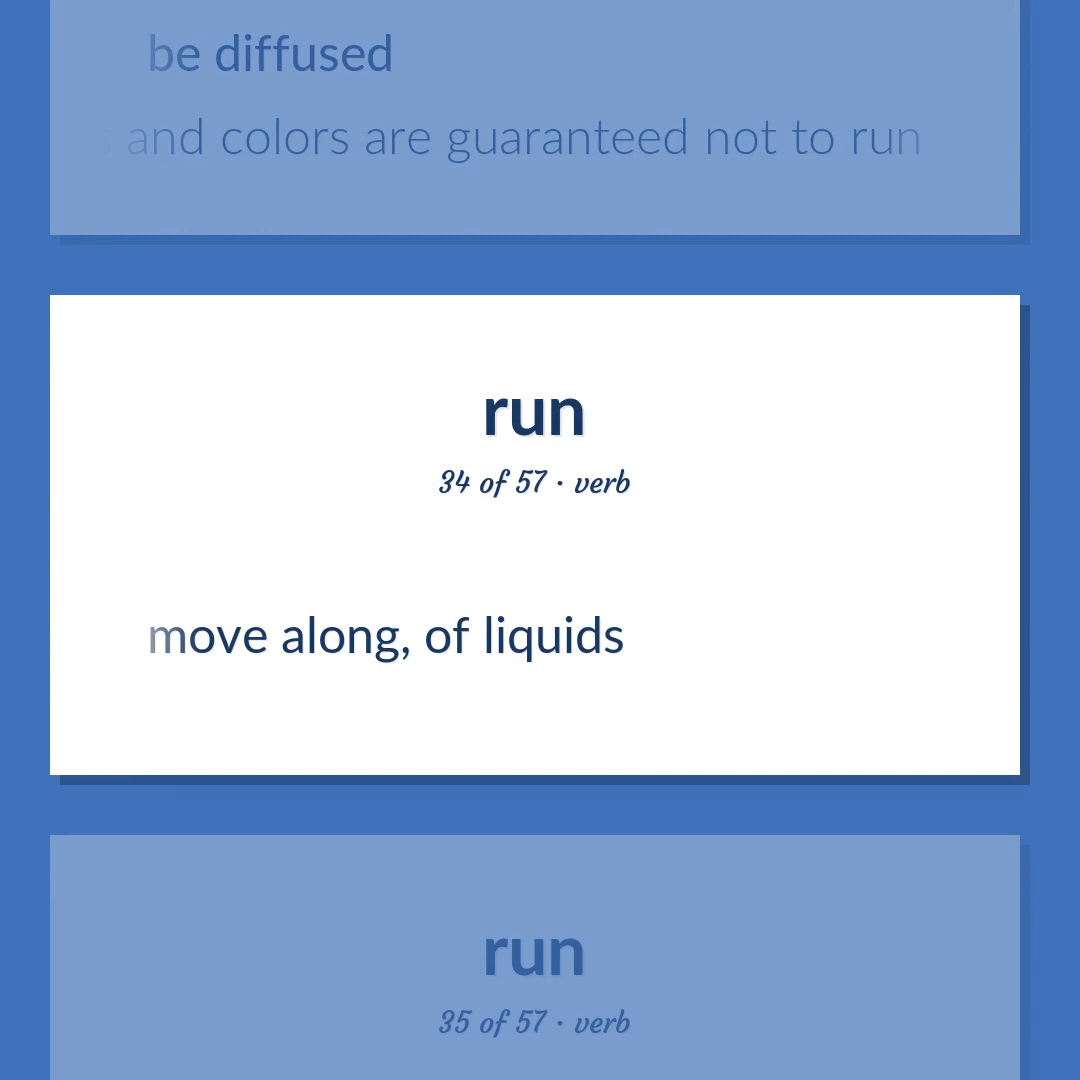 be diffused
and colors are guaranteed not to run
run
34 of 57 · verb
move along, of liquids
run
35 of 57 · verb